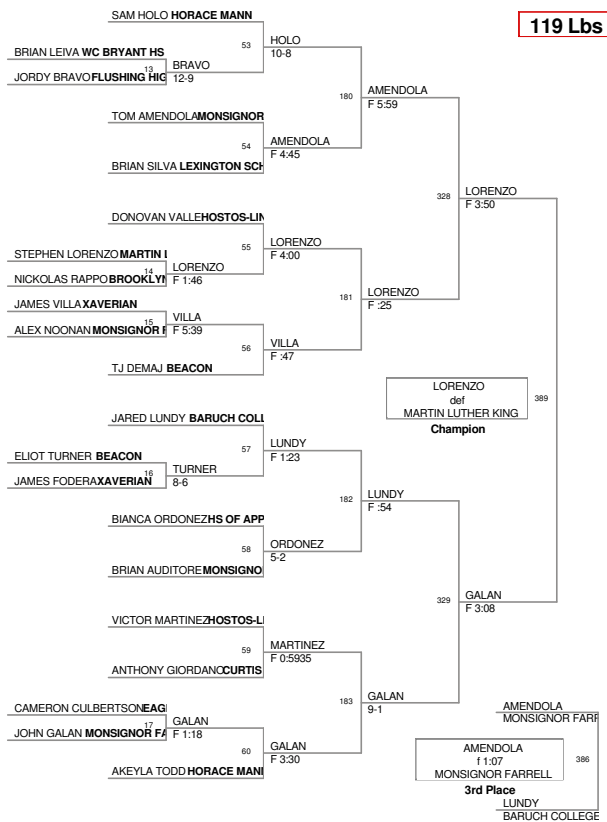 119 Lbs
SAM HOLO HORACE MANN
53
HOLO
10-8
BRIAN LEIVA WC BRYANT HS
13
BRAVO
12-9
JORDY BRAVO FLUSHING HIG
180
AMENDOLA
F 5:59
TOM AMENDOLA MONSIGNOR
54
AMENDOLA
F 4:45
BRIAN SILVA LEXINGTON SCH
328
LORENZO
F 3:50
DONOVAN VALLE HOSTOS-LIN
55
LORENZO
F 4:00
STEPHEN LORENZO MARTIN L
14
LORENZO
F 1:46
NICKOLAS RAPPO BROOKLYN
181
LORENZO
F :25
JAMES VILLA XAVERIAN
15
VILLA
F 5:39
ALEX NOONAN MONSIGNOR F
56
VILLA
F :47
TJ DEMAJ BEACON
LORENZO
def
MARTIN LUTHER KING
389
Champion
JARED LUNDY BARUCH COLL
57
LUNDY
F 1:23
ELIOT TURNER BEACON
16
TURNER
8-6
JAMES FODERA XAVERIAN
182
LUNDY
F :54
BIANCA ORDONEZ HS OF APP
58
ORDONEZ
5-2
BRIAN AUDITORE MONSIGNO
329
GALAN
F 3:08
VICTOR MARTINEZ HOSTOS-LI
59
MARTINEZ
F 0:5935
ANTHONY GIORDANO CURTIS
183
GALAN
9-1
CAMERON CULBERTSON EAG
17
GALAN
F 1:18
JOHN GALAN MONSIGNOR FA
60
GALAN
F 3:30
AKEYLA TODD HORACE MANN
AMENDOLA
MONSIGNOR FARR
AMENDOLA
f 1:07
MONSIGNOR FARRELL
386
3rd Place
LUNDY
BARUCH COLLEGE